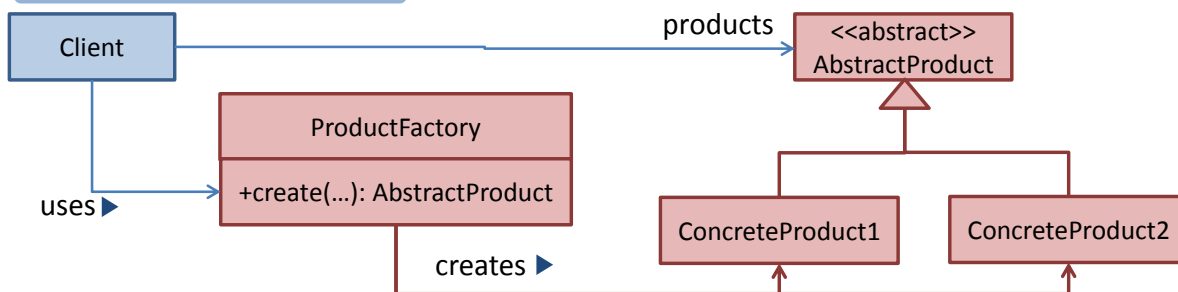 Client
products
<<abstract>>
AbstractProduct
ProductFactory
+create(…): AbstractProduct
uses
ConcreteProduct1
ConcreteProduct2
creates